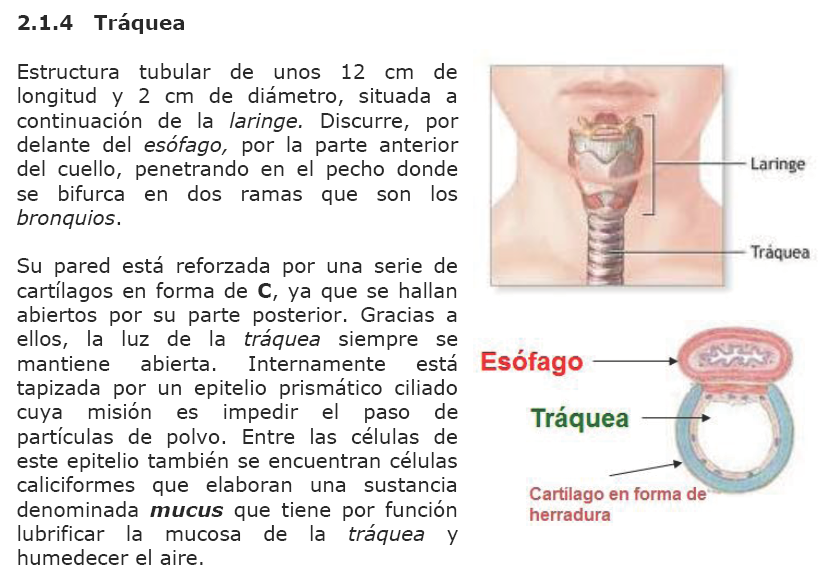 2.1.4 Tráquea
Estructura tubular de unos 12 cm de
longitud y 2 cm de diámetro, situada a
continuación de la laringe. Discurre, por
delante del esófago, por la parte anterior
del cuello, penetrando en el pecho donde
se bifurca en dos ramas que son los
bronquios.
Su pared está reforzada por una serie de
cartílagos en forma de C, ya que se hallan
abiertos por su parte posterior. Gracias a
ellos, la luz de la tráquea siempre se
mantiene abierta. Internamente está
tapizada por un epitelio prismático ciliado
cuya misión es impedir el paso de
partículas de polvo. Entre las células de
este epitelio también se encuentran células
caliciformes que elaboran una sustancia
denominada mucus que tiene por función
lubrificar la mucosa de la tráquea y
humedecer el aire.
Laringe
Tráquea
Esófago
Tráquea
Cartílago en forma de
herradura